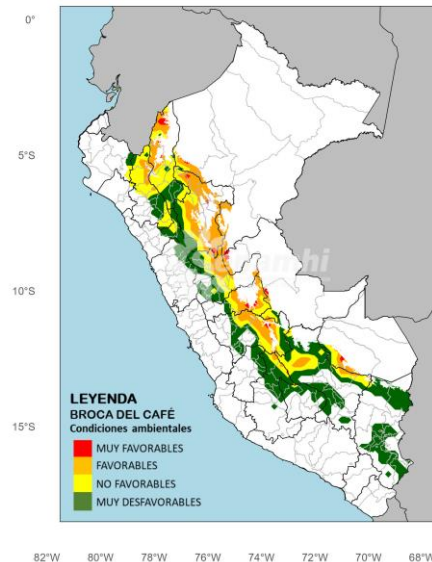 0°
5°S
10°S
15°S
LEYENDA
BROCA DEL CAFÉ
Condiciones ambientales
MUY FAVORABLES
FAVORABLES
NO FAVORABLES
MUY DESFAVORABLES
82°W 80°W 78°W 76°W 74°W 72°W 70°W 68°W